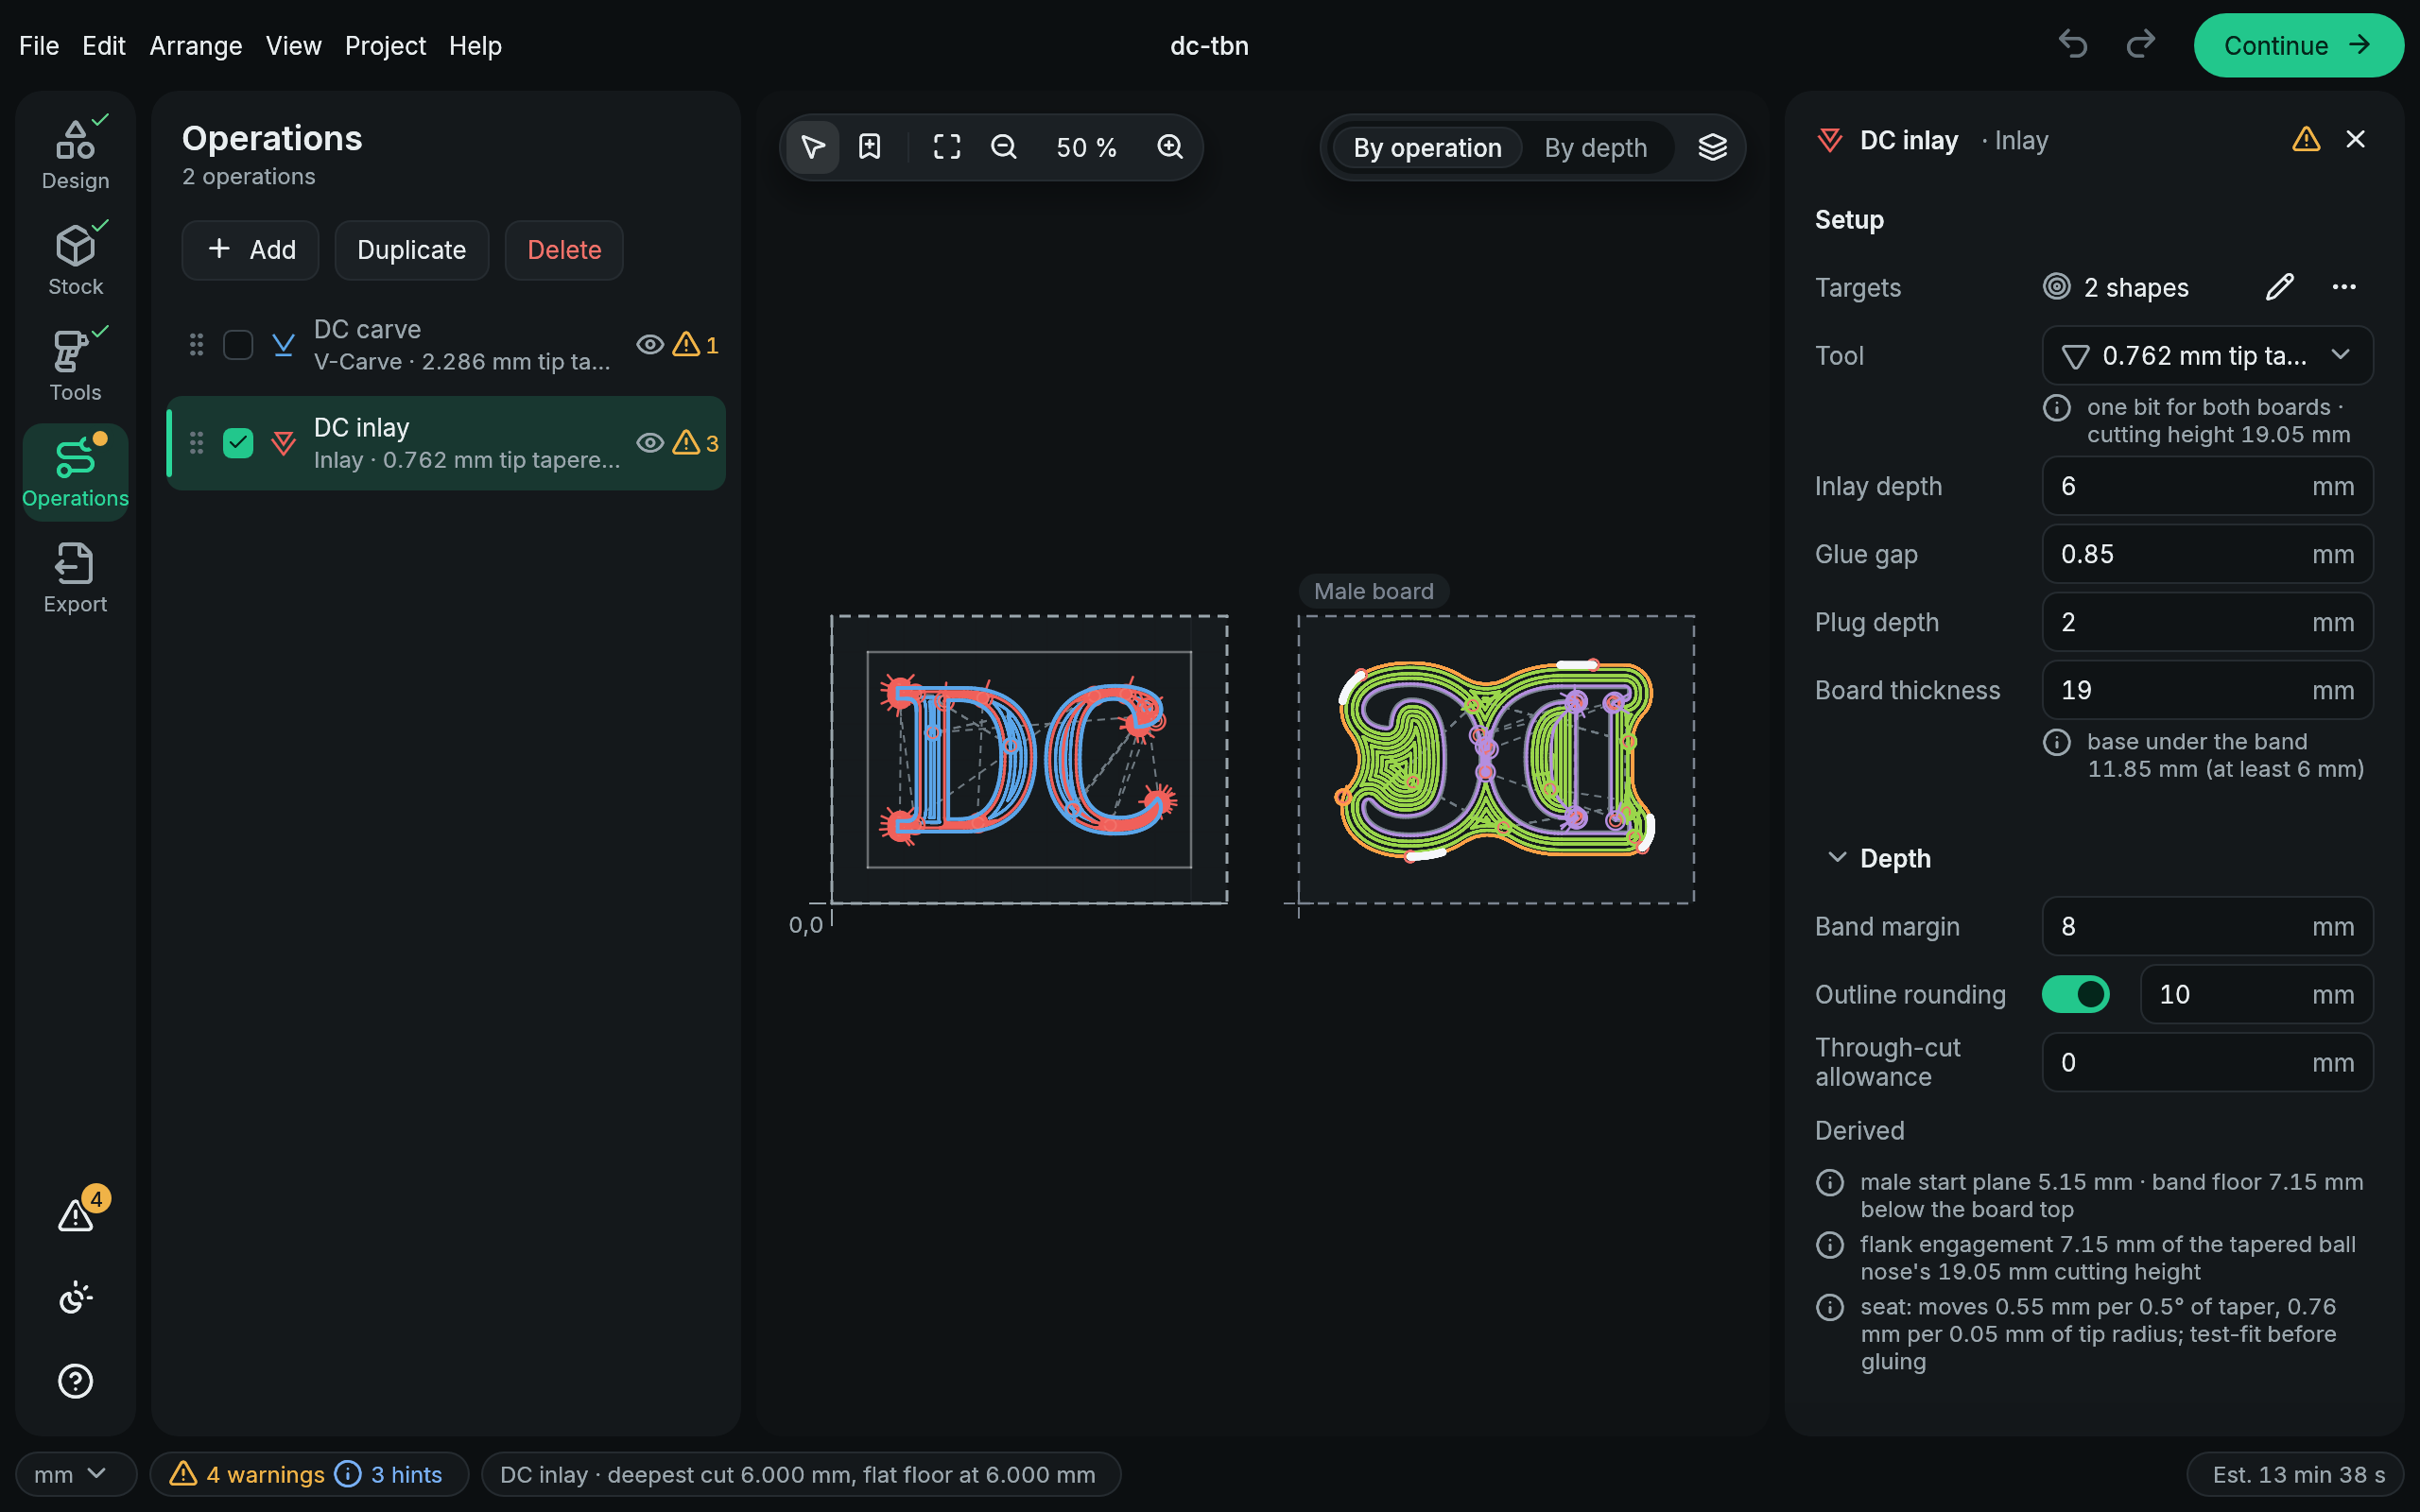 File Edit Arrange View Project Help
dc-tbn
Continue
Design
Stock
Tools
Operations
Export
4
Operations
2 operations
Add
Duplicate
Delete
DC carve
V-Carve · 2.286 mm tip ta...
1
DC inlay
Inlay · 0.762 mm tip tapere...
3
50 %
By operation
By depth
Male board
0,0
DC inlay · Inlay
Setup
Targets
2 shapes
Tool
0.762 mm tip ta...
one bit for both boards ·
cutting height 19.05 mm
Inlay depth
6 mm
Glue gap
0.85 mm
Plug depth
2 mm
Board thickness
19 mm
base under the band
11.85 mm (at least 6 mm)
Depth
Band margin
8 mm
Outline rounding
10 mm
Through-cut
allowance
0 mm
Derived
male start plane 5.15 mm · band floor 7.15 mm
below the board top
flank engagement 7.15 mm of the tapered ball
nose's 19.05 mm cutting height
seat: moves 0.55 mm per 0.5° of taper, 0.76
mm per 0.05 mm of tip radius; test-fit before
gluing
mm
4 warnings
3 hints
DC inlay · deepest cut 6.000 mm, flat floor at 6.000 mm
Est. 13 min 38 s